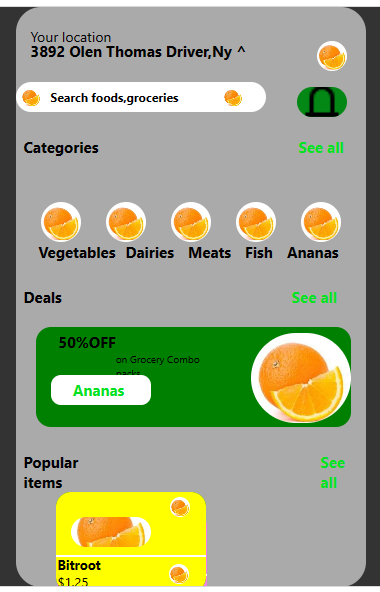 Your location
3892 Olen Thomas Driver,Ny ^
Search foods,groceries
Categories See all
Vegetables Dairies Meats Fish Ananas
Deals See all
50%OFF
on Grocery Combo
packs
Ananas
Popular See
items all
Bitroot
$1.25